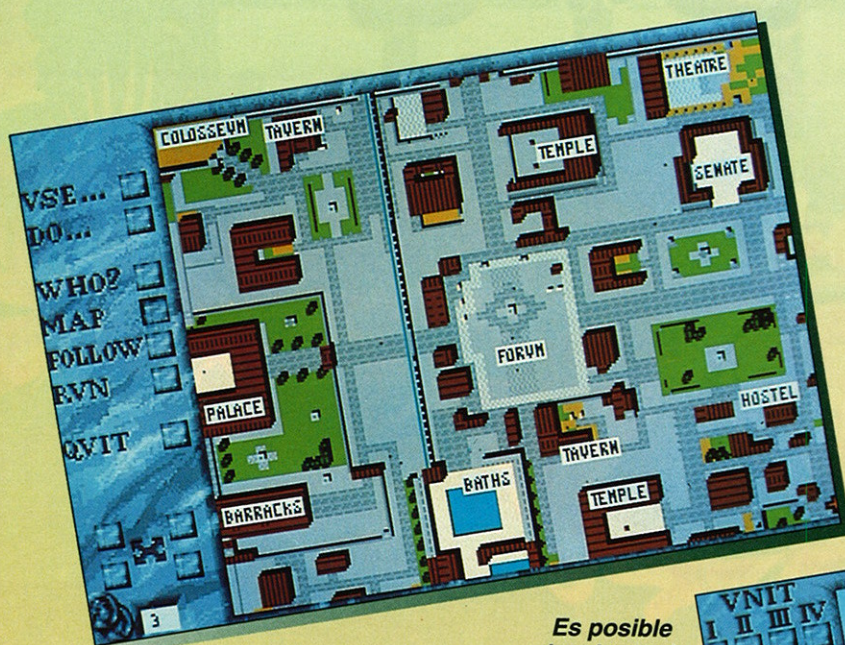 VSE...
DO...
WHO?
MAP
FOLLOW
RVN
QVIT
3
COLOSSEVM
TAVERN
THEATRE
TEMPLE
SENATE
FORVM
PALACE
HOSTEL
TAVERN
BATHS
TEMPLE
BARRACKS
Es posible
VNIT
I II III IV